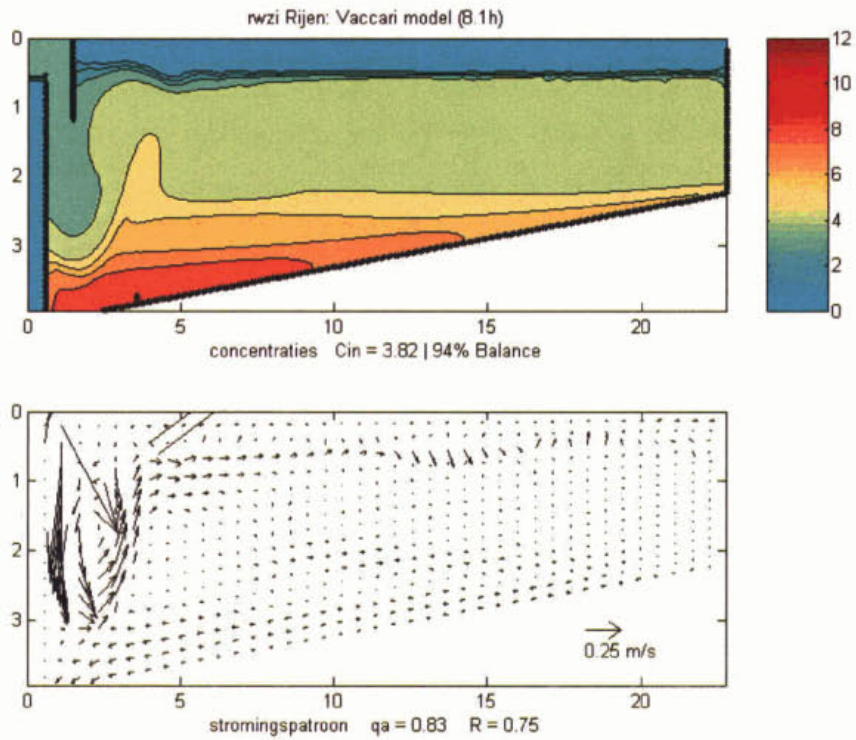 rwzi Rijen: Vaccari model (8.1h)
0
1
2
3
0 5 10 15 20
12
10
8
6
4
2
0
concentraties Cin = 3.82 | 94% Balance
0
1
2
3
0.25 m/s
0 5 10 15 20
stromingspatroon qa = 0.83 R = 0.75